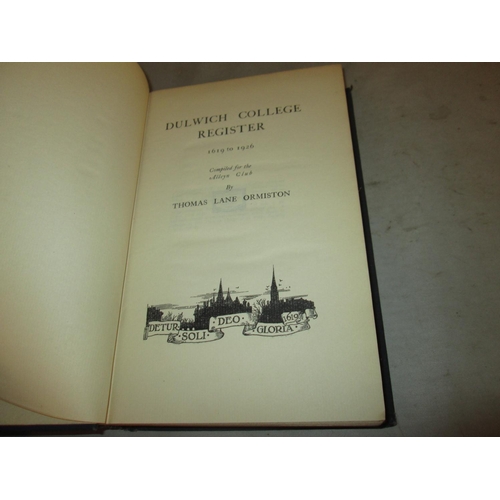 DULWICH COLLEGE
REGISTER
1619 to 1926
Compiled for the
Alleyn Club
By
THOMAS LANE ORMISTON
DETUR SOLI DEO GLORIA 1619